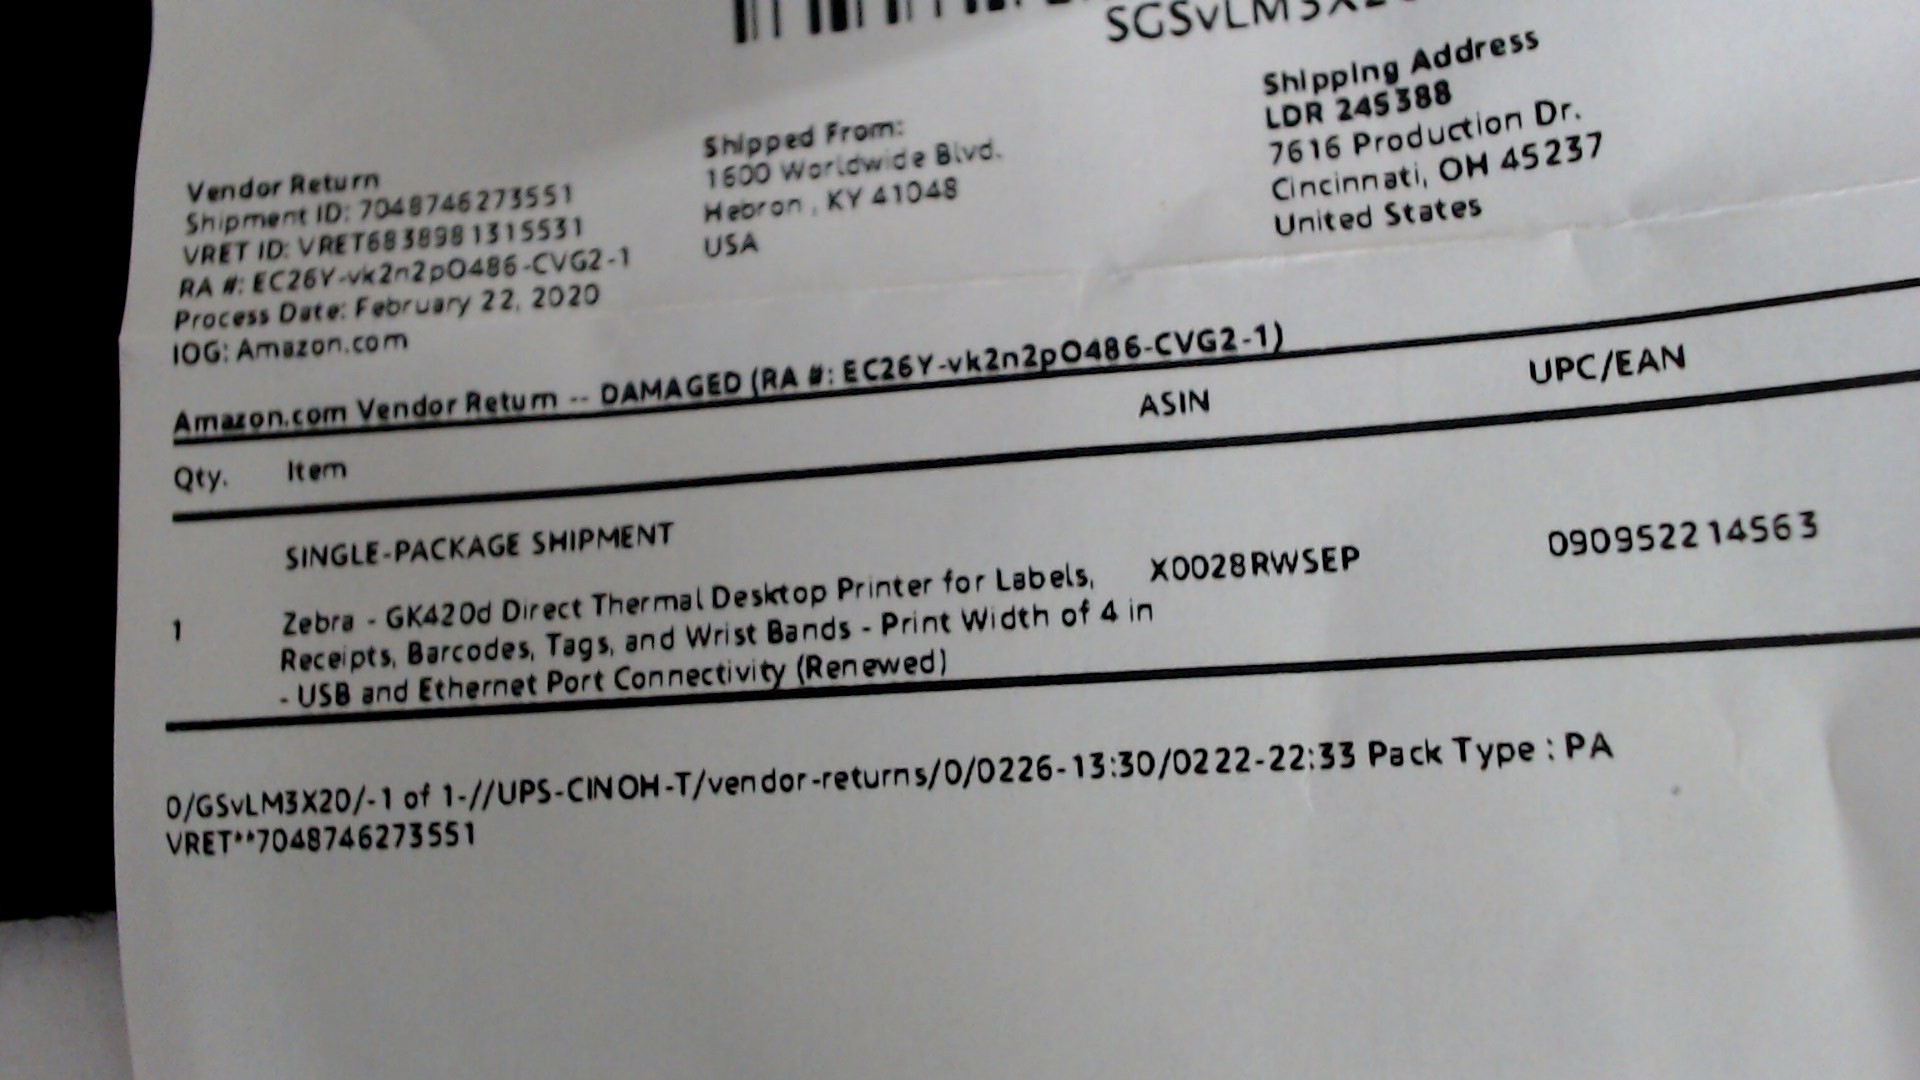 Vendor Return
Shipment ID: 7048746273551
VRET ID: VRET6838981315531
RA #: EC26Y-vk2n2pO486-CVG2-1
Process Date: February 22, 2020
IOG: Amazon.com
Shipped From:
1600 Worldwide Blvd.
Hebron , KY 41048
USA
Shipping Address
LDR 245388
7616 Production Dr.
Cincinnati, OH 45237
United States
Amazon.com Vendor Return -- DAMAGED (RA #: EC26Y-vk2n2pO486-CVG2-1)
Qty. Item ASIN UPC/EAN
SINGLE-PACKAGE SHIPMENT
1 Zebra - GK420d Direct Thermal Desktop Printer for Labels, X0028RWSEP 090952214563
Receipts, Barcodes, Tags, and Wrist Bands - Print Width of 4 in
- USB and Ethernet Port Connectivity (Renewed)
0/GSvLM3X20/-1 of 1-//UPS-CINOH-T/vendor-returns/0/0226-13:30/0222-22:33 Pack Type : PA
VRET**7048746273551